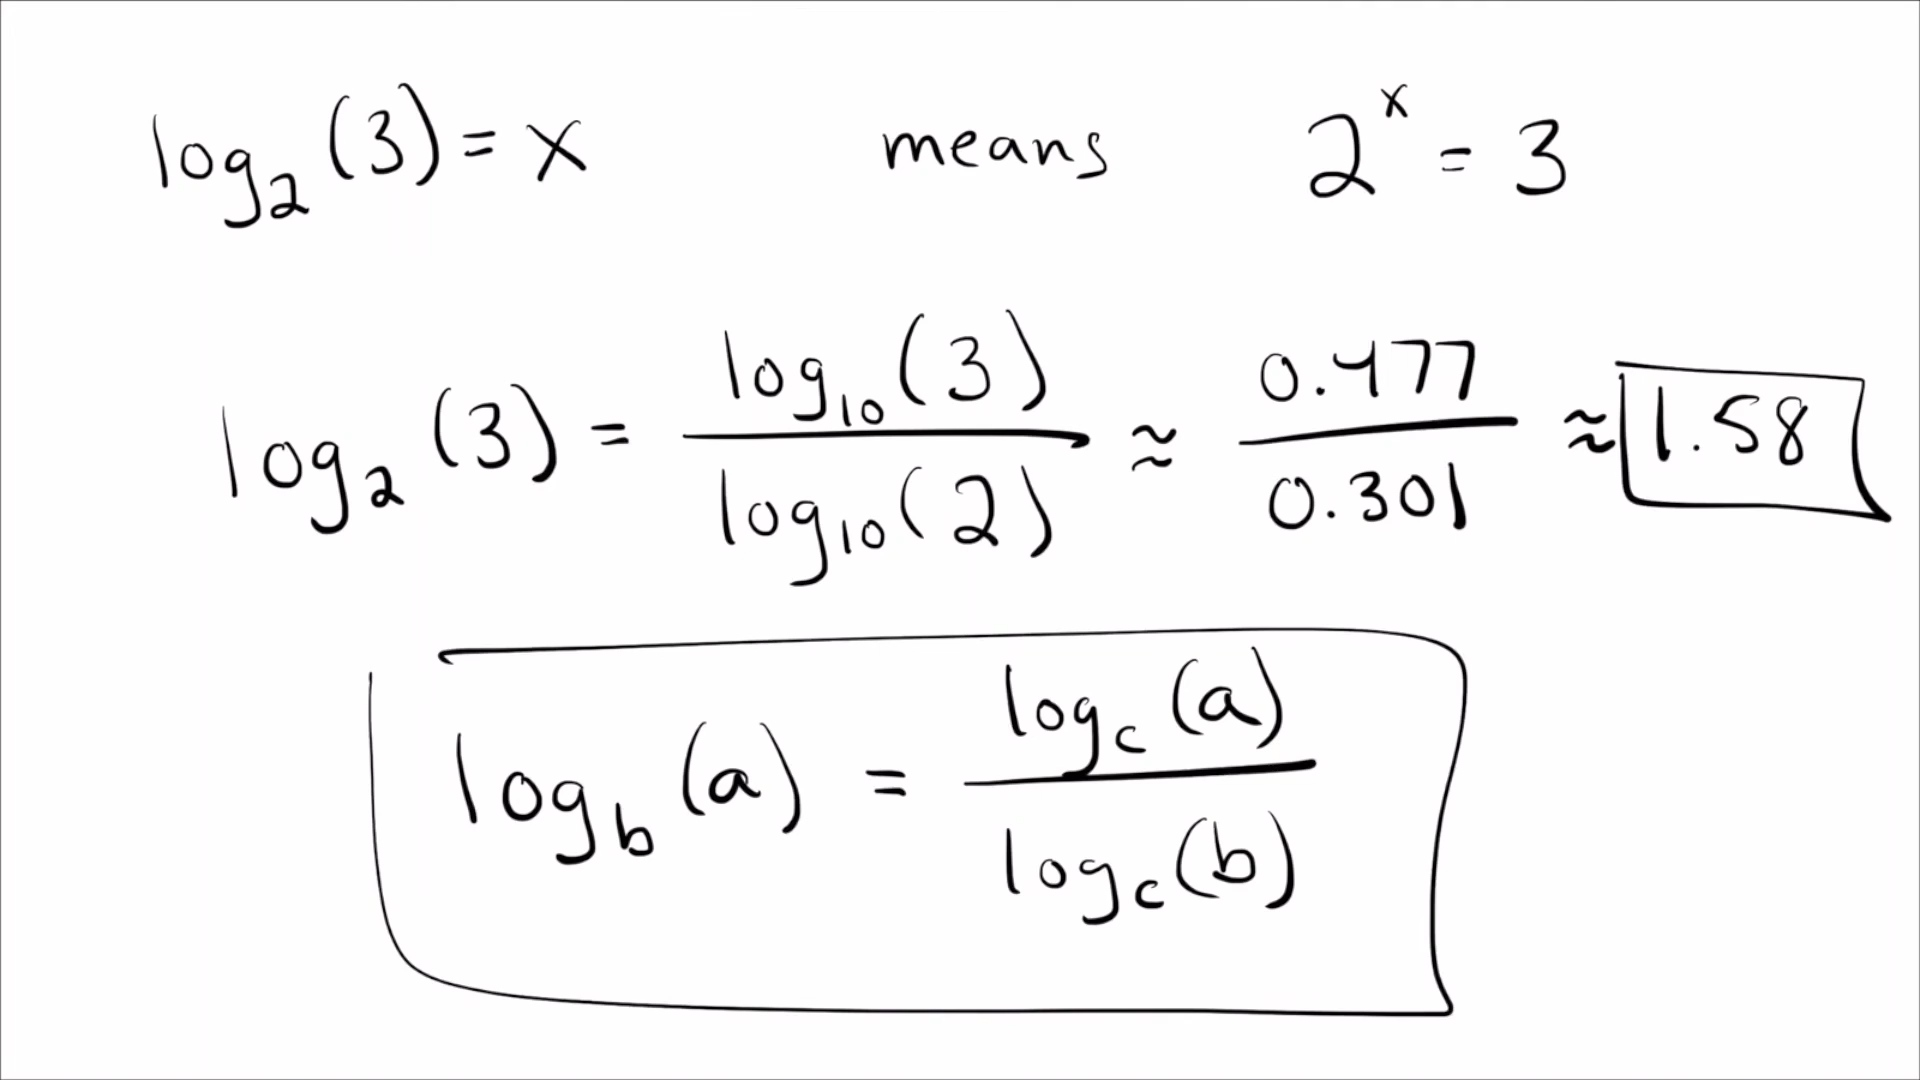 log₂(3) = x means 2ˣ = 3
log₂(3) = log₁₀(3) / log₁₀(2) ≈ 0.477 / 0.301 ≈ 1.58
log_b(a) = log_c(a) / log_c(b)